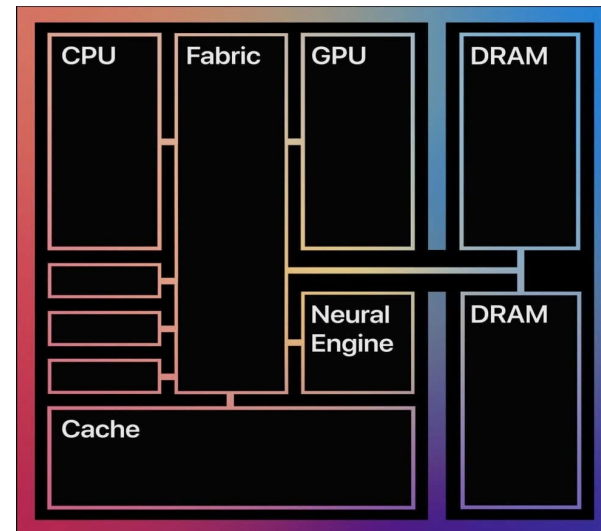 CPU
Fabric
GPU
DRAM
Neural
Engine
DRAM
Cache